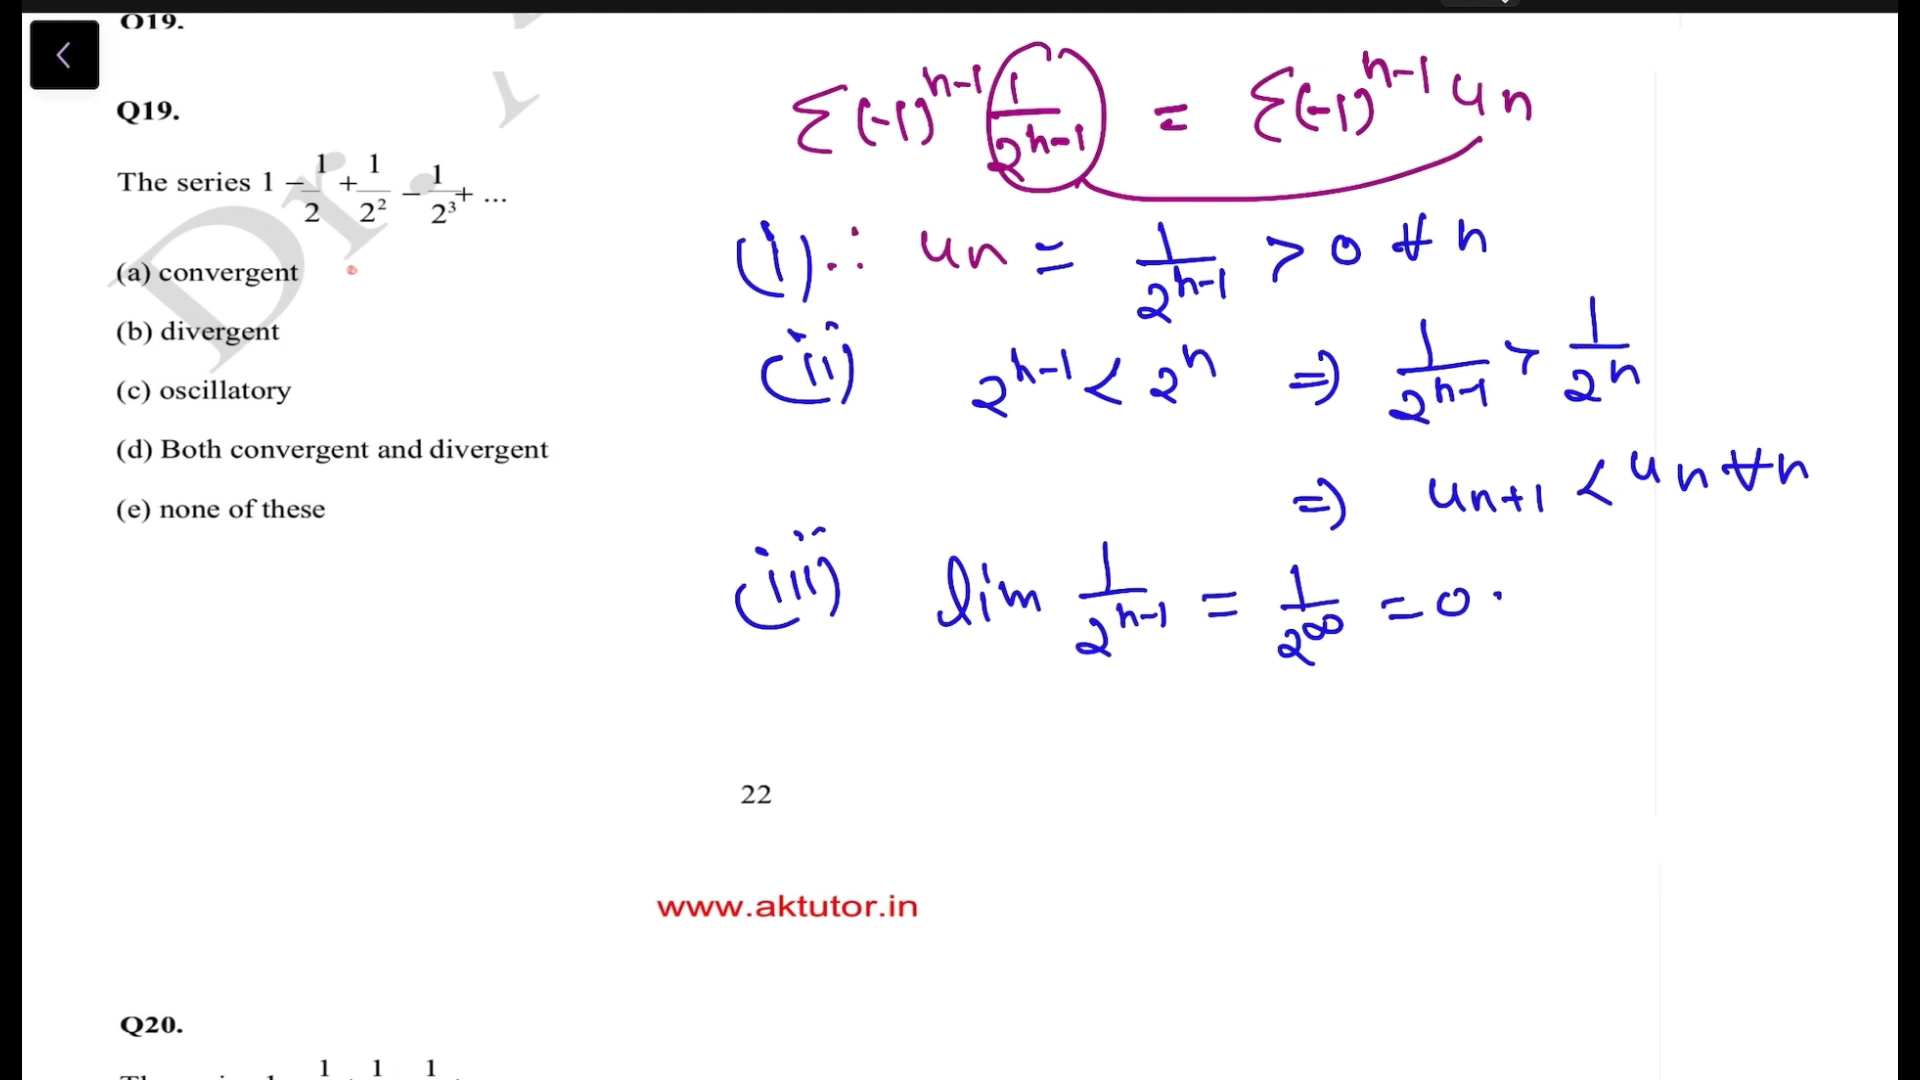 Q19.
Q19.
The series 1 − 1/2 + 1/2² − 1/2³ + ...
(a) convergent
(b) divergent
(c) oscillatory
(d) Both convergent and divergent
(e) none of these
Σ (-1)^{n-1} 1/2^{n-1} = Σ (-1)^{n-1} un
(i) ∴ un = 1/2^{n-1} > 0 ∀ n
(ii) 2^{n-1} < 2^n ⇒ 1/2^{n-1} > 1/2^n
⇒ un+1 < un ∀ n
(iii) lim 1/2^{n-1} = 1/2^∞ = 0.
22
www.aktutor.in
Q20.
Dr.